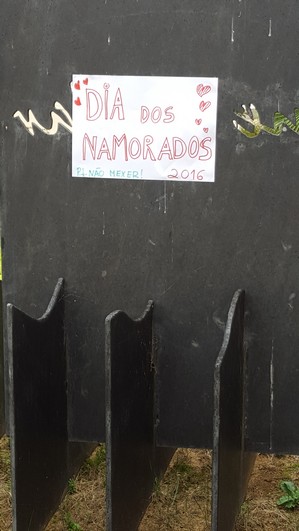 DIA DOS
NAMORADOS
P.S. NÃO MEXER! 2016